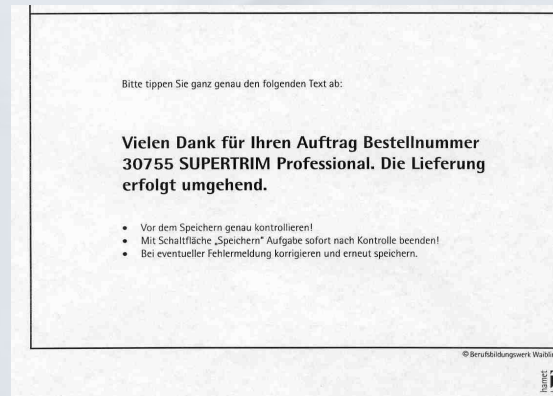 Bitte tippen Sie ganz genau den folgenden Text ab:
Vielen Dank für Ihren Auftrag Bestellnummer
30755 SUPERTRIM Professional. Die Lieferung
erfolgt umgehend.
• Vor dem Speichern genau kontrollieren!
• Mit Schaltfläche „Speichern" Aufgabe sofort nach Kontrolle beenden!
• Bei eventueller Fehlermeldung korrigieren und erneut speichern.
© Berufsbildungswerk
hamet